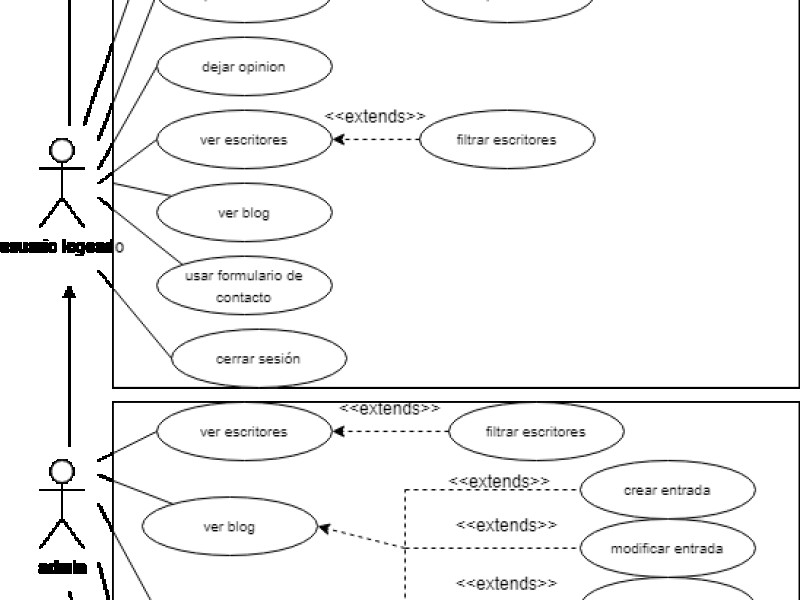 dejar opinion
<<extends>>
ver escritores
filtrar escritores
ver blog
usuario logeado
usar formulario de
contacto
cerrar sesión
<<extends>>
ver escritores
filtrar escritores
<<extends>>
crear entrada
ver blog
<<extends>>
modificar entrada
admin
<<extends>>